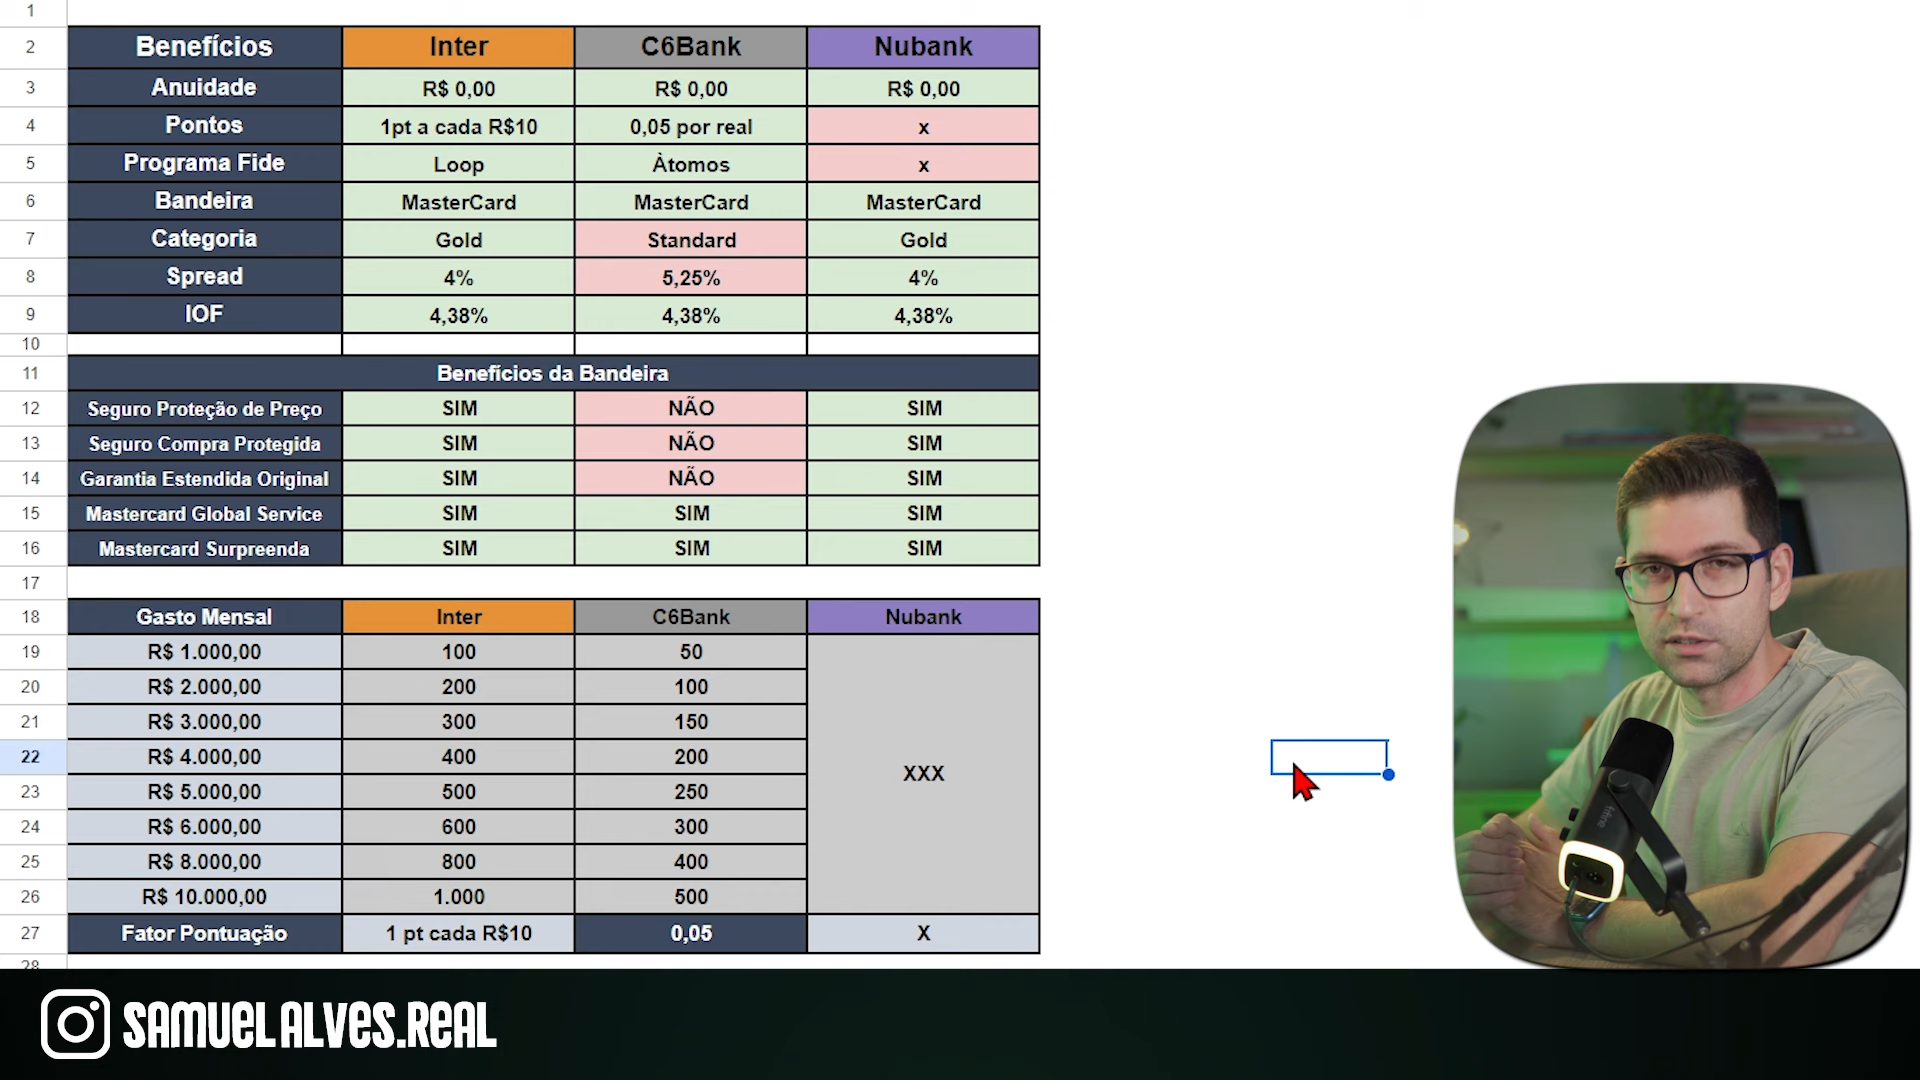 1
2 Benefícios Inter C6Bank Nubank
3 Anuidade R$ 0,00 R$ 0,00 R$ 0,00
4 Pontos 1pt a cada R$10 0,05 por real x
5 Programa Fide Loop Àtomos x
6 Bandeira MasterCard MasterCard MasterCard
7 Categoria Gold Standard Gold
8 Spread 4% 5,25% 4%
9 IOF 4,38% 4,38% 4,38%
10
11 Benefícios da Bandeira
12 Seguro Proteção de Preço SIM NÃO SIM
13 Seguro Compra Protegida SIM NÃO SIM
14 Garantia Estendida Original SIM NÃO SIM
15 Mastercard Global Service SIM SIM SIM
16 Mastercard Surpreenda SIM SIM SIM
17
18 Gasto Mensal Inter C6Bank Nubank
19 R$ 1.000,00 100 50
20 R$ 2.000,00 200 100
21 R$ 3.000,00 300 150
22 R$ 4.000,00 400 200
XXX
23 R$ 5.000,00 500 250
24 R$ 6.000,00 600 300
25 R$ 8.000,00 800 400
26 R$ 10.000,00 1.000 500
27 Fator Pontuação 1 pt cada R$10 0,05 X
28
fifine
SAMUELALVES.REAL